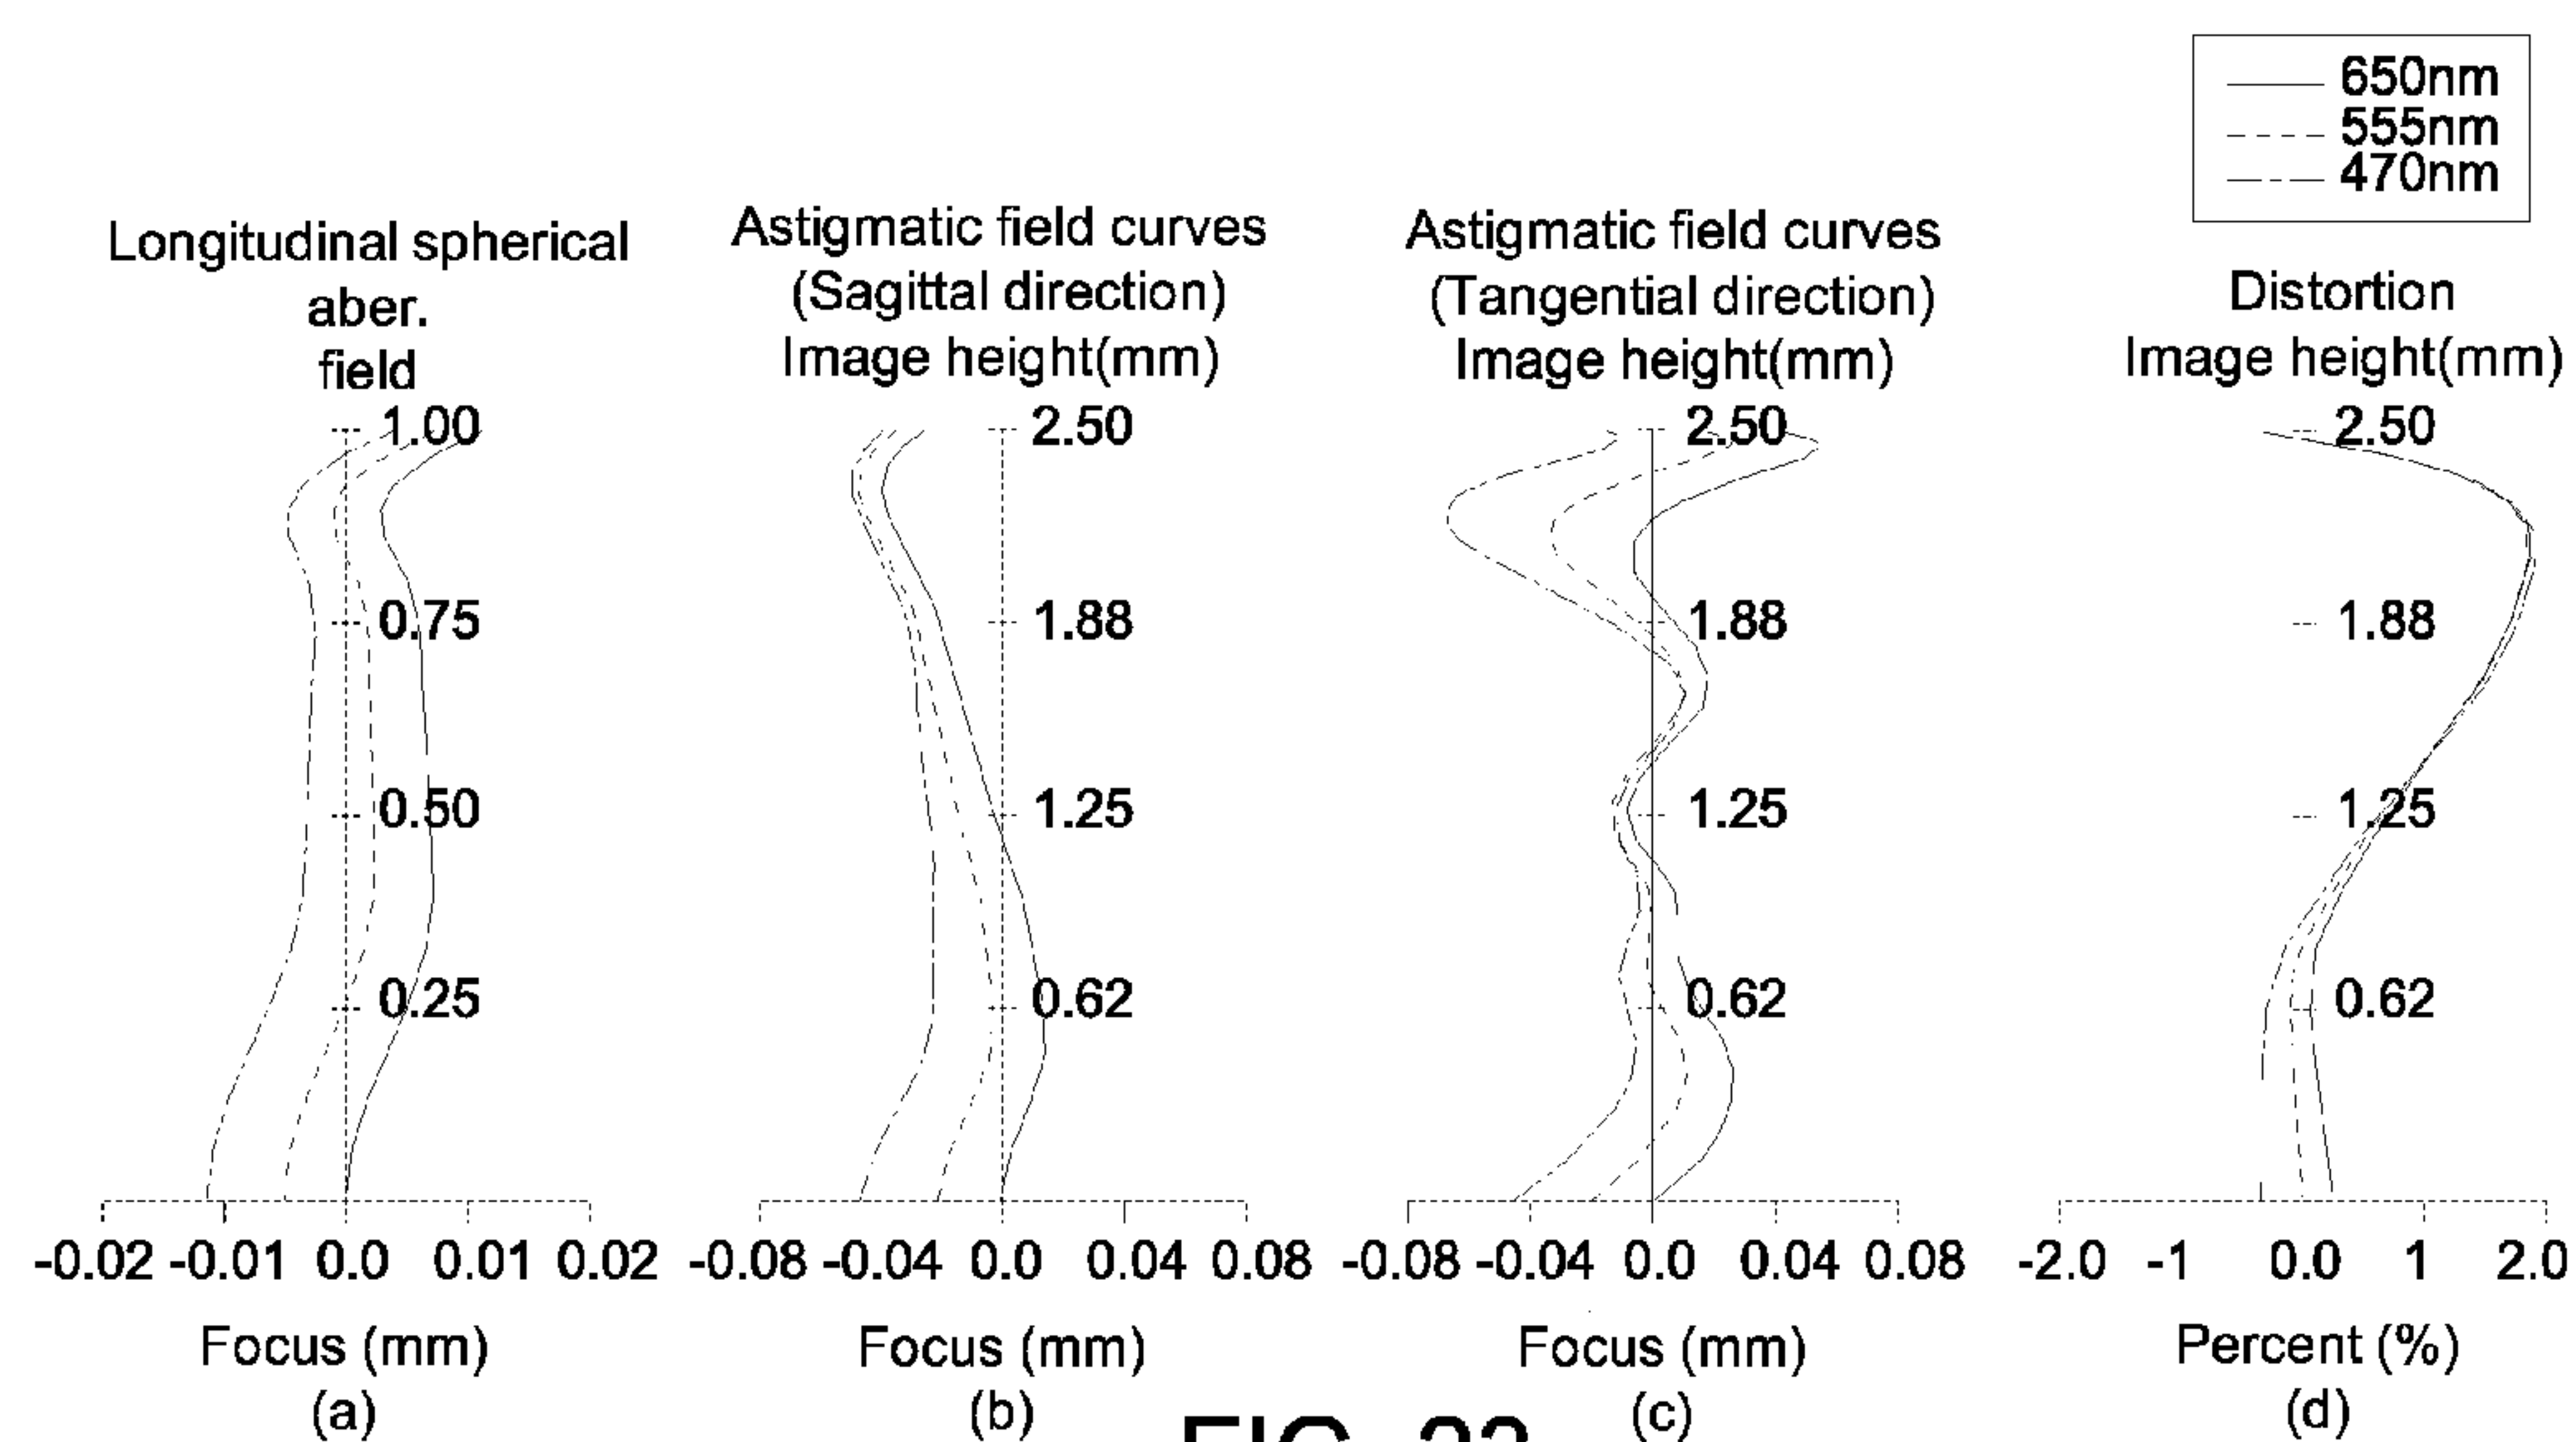 650nm
555nm
470nm
Longitudinal spherical
aber.
field
1.00
0.75
0.50
0.25
-0.02 -0.01 0.0 0.01 0.02
Focus (mm)
(a)
Astigmatic field curves
(Sagittal direction)
Image height(mm)
2.50
1.88
1.25
0.62
-0.08 -0.04 0.0 0.04 0.08
Focus (mm)
(b)
Astigmatic field curves
(Tangential direction)
Image height(mm)
2.50
1.88
1.25
0.62
-0.08 -0.04 0.0 0.04 0.08
Focus (mm)
(c)
Distortion
Image height(mm)
2.50
1.88
1.25
0.62
-2.0 -1 0.0 1 2.0
Percent (%)
(d)